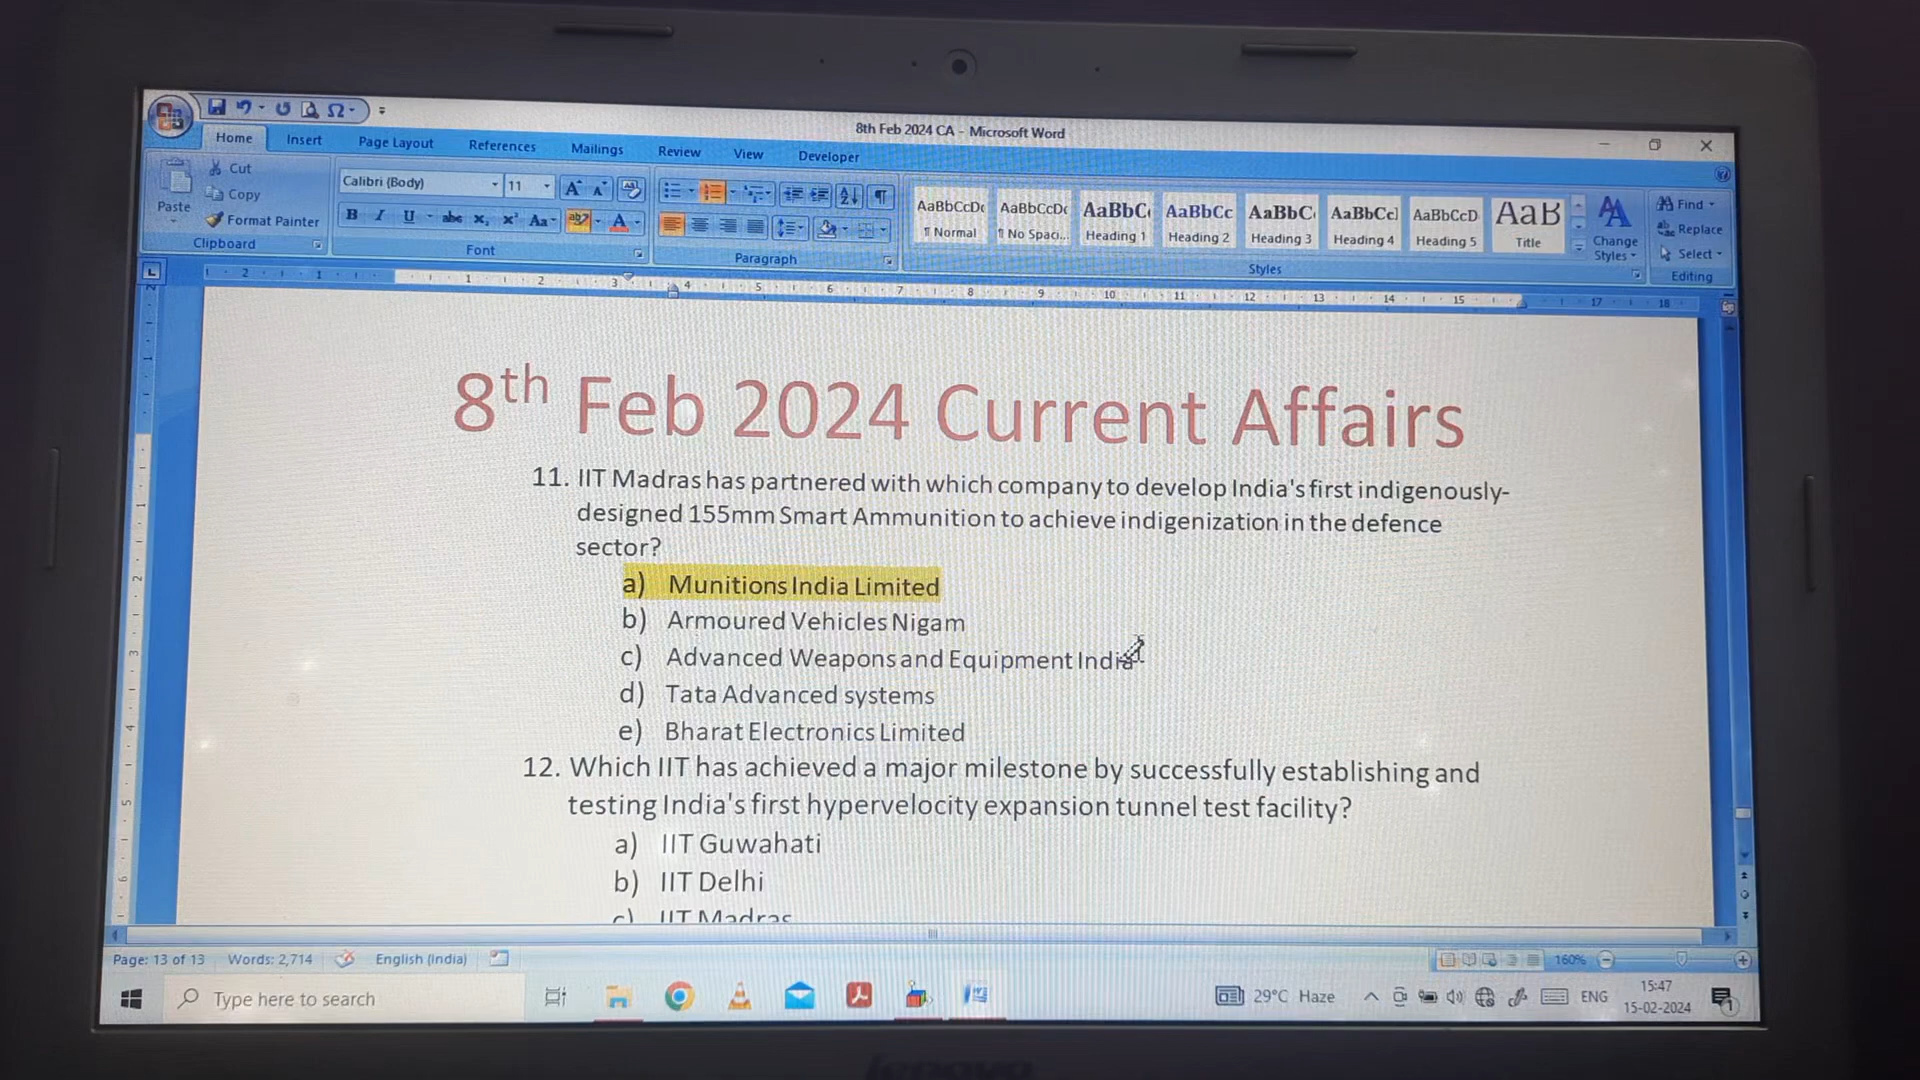 8th Feb 2024 CA - Microsoft Word
Home Insert Page Layout References Mailings Review View Developer
Paste
Cut
Copy
Format Painter
Clipboard
Calibri (Body) 11
Font
Paragraph
AaBbCcDc AaBbCcDc AaBbC AaBbCc AaBbC AaBbCcI AaBbCcD AaB
¶ Normal ¶ No Spaci... Heading 1 Heading 2 Heading 3 Heading 4 Heading 5 Title
Change Styles
Styles
Find
Replace
Select
Editing
8th Feb 2024 Current Affairs
11. IIT Madras has partnered with which company to develop India's first indigenously-
designed 155mm Smart Ammunition to achieve indigenization in the defence
sector?
a) Munitions India Limited
b) Armoured Vehicles Nigam
c) Advanced Weapons and Equipment India
d) Tata Advanced systems
e) Bharat Electronics Limited
12. Which IIT has achieved a major milestone by successfully establishing and
testing India's first hypervelocity expansion tunnel test facility?
a) IIT Guwahati
b) IIT Delhi
c) IIT Madras
Page: 13 of 13 Words: 2,714 English (India) 160%
Type here to search 29°C Haze ENG 15:47
15-02-2024
lenovo